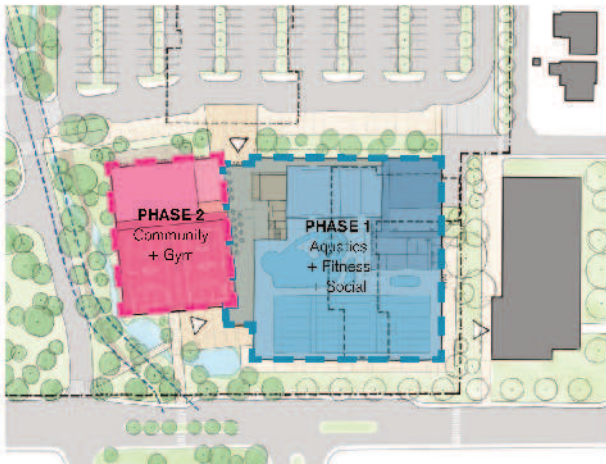 PHASE 2
Community
+ Gym
PHASE 1
Aquatics
+ Fitness
+ Social